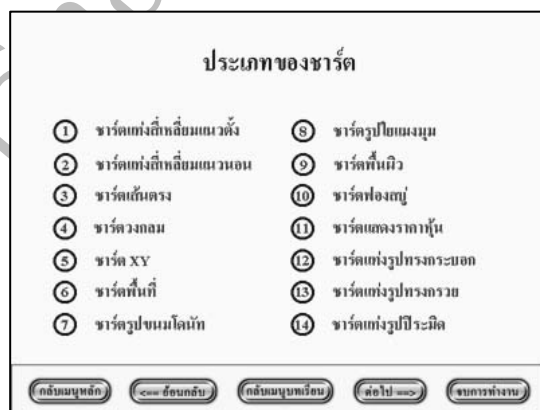 ประเภทของชาร์ต
1 ชาร์ตแท่งสี่เหลี่ยมแนวตั้ง
2 ชาร์ตแท่งสี่เหลี่ยมแนวนอน
3 ชาร์ตเส้นตรง
4 ชาร์ตวงกลม
5 ชาร์ต XY
6 ชาร์ตพื้นที่
7 ชาร์ตรูปขนมโดนัท
8 ชาร์ตรูปใยแมงมุม
9 ชาร์ตพื้นผิว
10 ชาร์ตฟองสบู่
11 ชาร์ตแสดงราคาหุ้น
12 ชาร์ตแท่งรูปทรงกระบอก
13 ชาร์ตแท่งรูปทรงกรวย
14 ชาร์ตแท่งรูปปิระมิด
กลับเมนูหลัก
<== ย้อนกลับ
กลับเมนูบทเรียน
ต่อไป ==>
จบการทำงาน